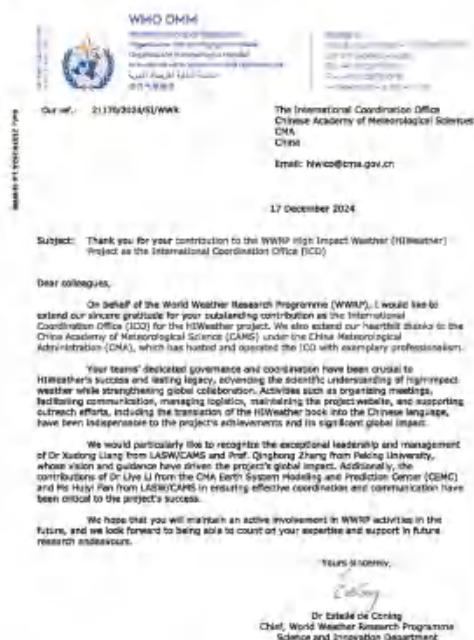 WMO OMM
Our ref.: 21170/2024/SI/WWR
The International Coordination Office
Chinese Academy of Meteorological Sciences
CMA
China
Email: hiwico@cma.gov.cn
17 December 2024
Subject: Thank you for your contribution to the WWRP High Impact Weather (HIWeather)
Project as the International Coordination Office (ICO)
Dear colleagues,
On behalf of the World Weather Research Programme (WWRP), I would like to
extend our sincere gratitude for your outstanding contribution as the International
Coordination Office (ICO) for the HIWeather project. We also extend our heartfelt thanks to the
China Academy of Meteorological Science (CAMS) under the China Meteorological
Administration (CMA), which has hosted and operated the ICO with exemplary professionalism.
Your teams' dedicated governance and coordination have been crucial to
HIWeather's success and lasting legacy, advancing the scientific understanding of high-impact
weather while strengthening global collaboration. Activities such as organizing meetings,
facilitating communication, managing logistics, maintaining the project website, and supporting
outreach efforts, including the translation of the HIWeather book into the Chinese language,
have been indispensable to the project's achievements and its significant global impact.
We would particularly like to recognize the exceptional leadership and management
of Dr Xudong Liang from LASW/CAMS and Prof. Qinghong Zhang from Peking University,
whose vision and guidance have driven the project's global impact. Additionally, the
contributions of Dr Liye Li from the CMA Earth System Modeling and Prediction Center (CEMC)
and Ms Huiyi Pan from LASW/CAMS in ensuring effective coordination and communication have
been critical to the project's success.
We hope that you will maintain an active involvement in WWRP activities in the
future, and we look forward to being able to count on your expertise and support in future
research endeavours.
Yours sincerely,
Dr Estelle de Coning
Chief, World Weather Research Programme
Science and Innovation Department